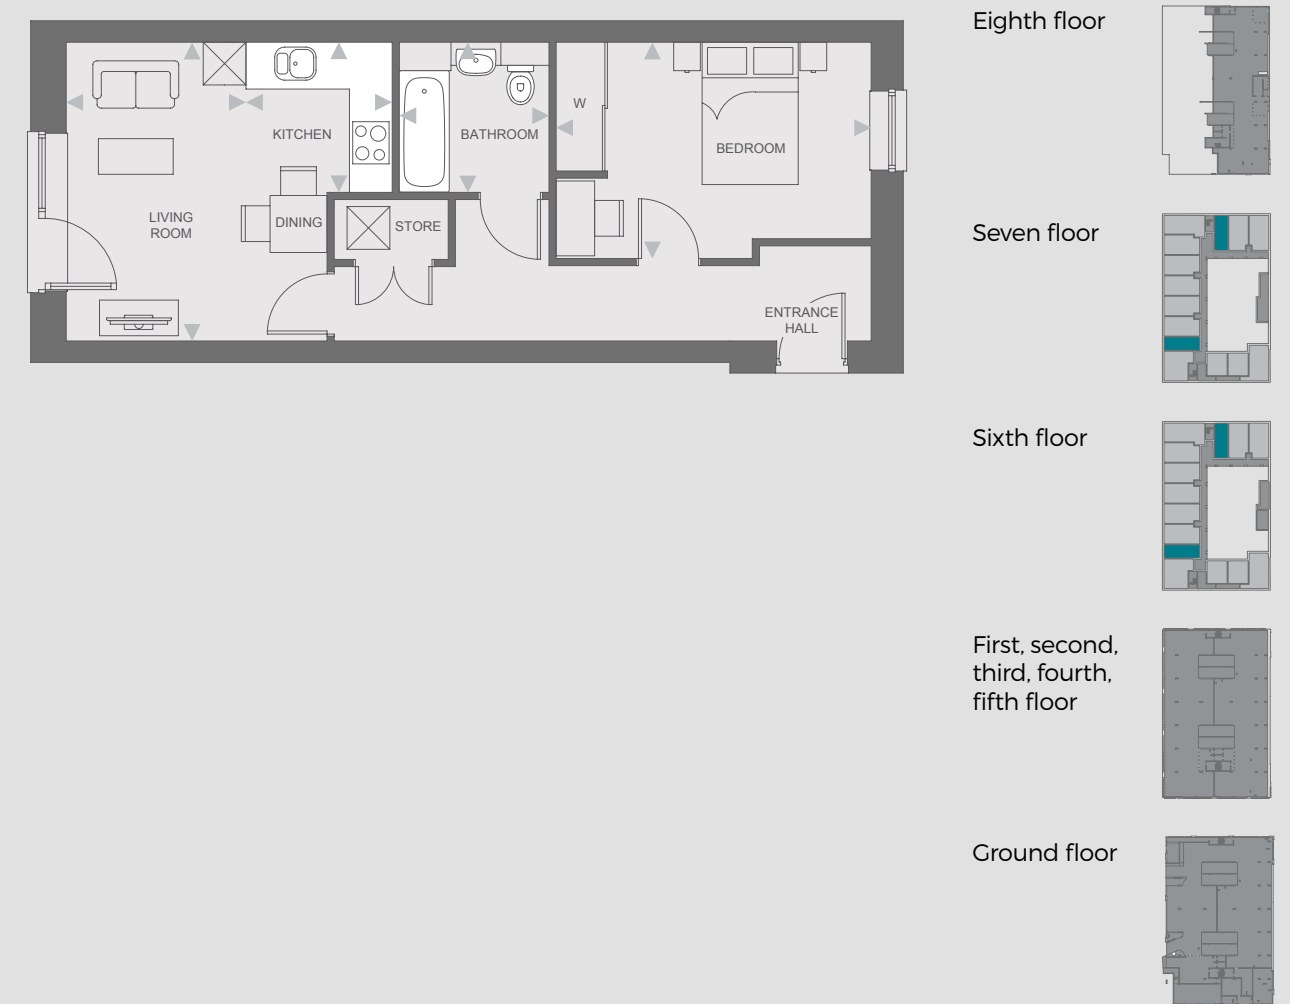 KITCHEN
BATHROOM
W
BEDROOM
LIVING
ROOM
DINING
STORE
ENTRANCE
HALL
Eighth floor
Seven floor
Sixth floor
First, second,
third, fourth,
fifth floor
Ground floor